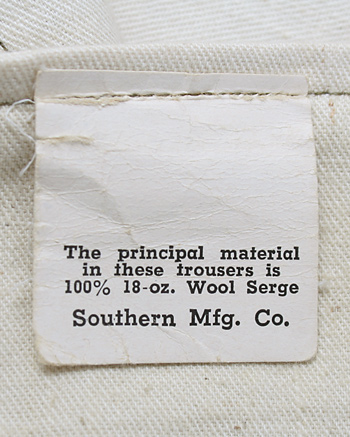 The principal material
in these trousers is
100% 18-oz. Wool Serge
Southern Mfg. Co.